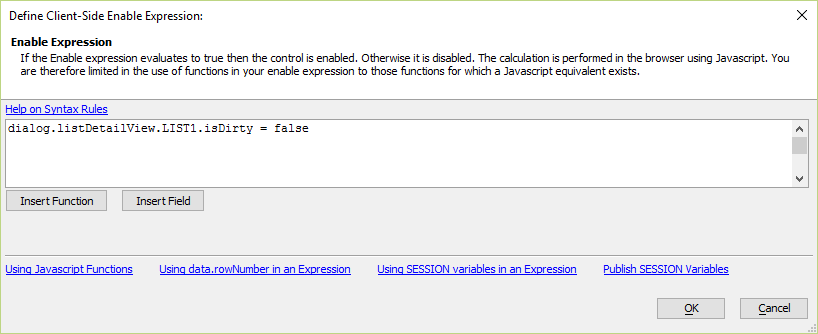 Define Client-Side Enable Expression:
Enable Expression
If the Enable expression evaluates to true then the control is enabled. Otherwise it is disabled. The calculation is performed in the browser using Javascript. You
are therefore limited in the use of functions in your enable expression to those functions for which a Javascript equivalent exists.
Help on Syntax Rules
dialog.listDetailView.LIST1.isDirty = false
Insert Function Insert Field
Using Javascript Functions Using data.rowNumber in an Expression Using SESSION variables in an Expression Publish SESSION Variables
OK Cancel